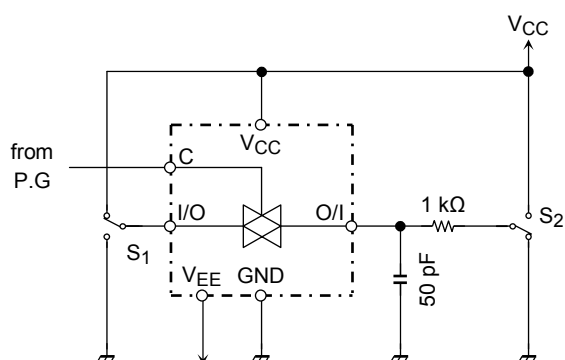 VCC
VCC
from
P.G
C
I/O
O/I
1 kΩ
S2
S1
VEE
GND
50 pF